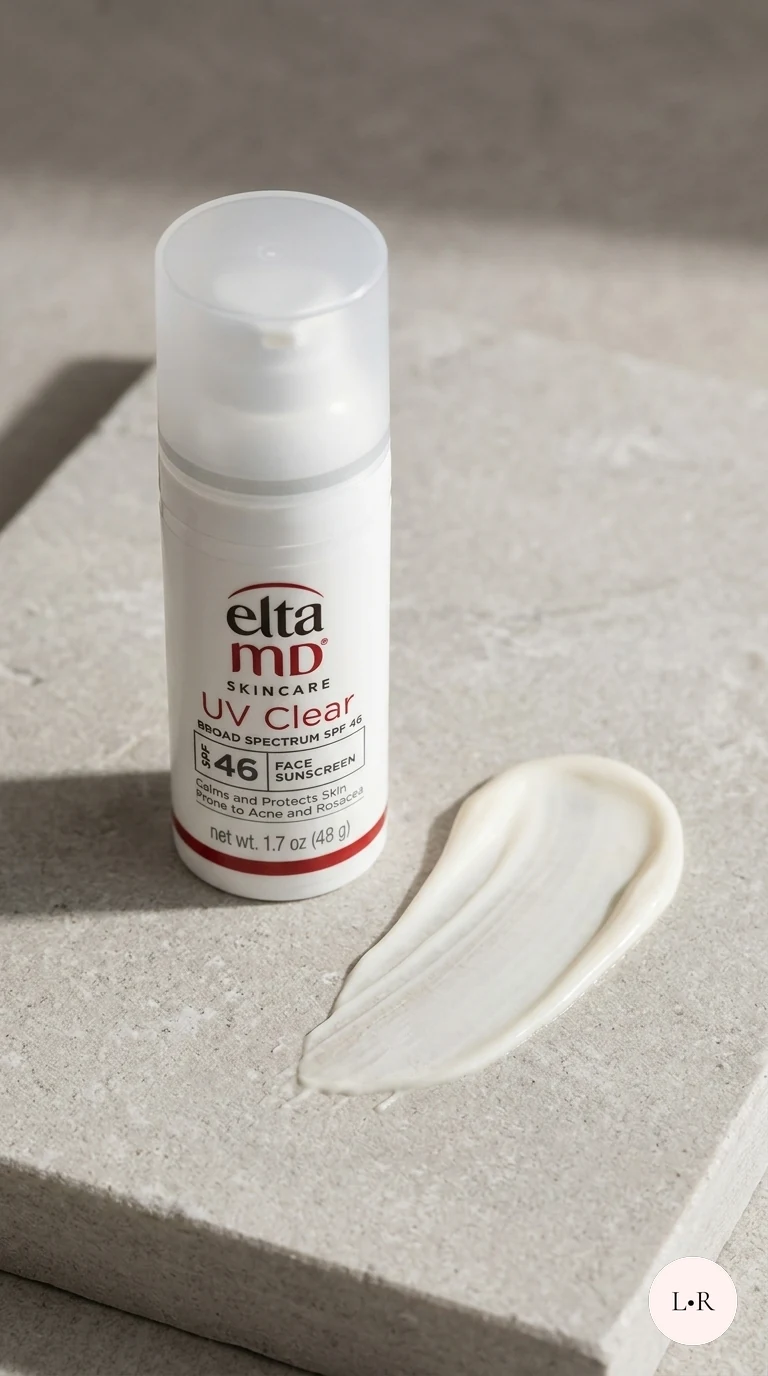 elta
MD®
SKINCARE
UV Clear
BROAD SPECTRUM SPF 46
SPF 46 FACE
SUNSCREEN
Calms and Protects Skin
Prone to Acne and Rosacea
net wt. 1.7 oz (48 g)
L•R